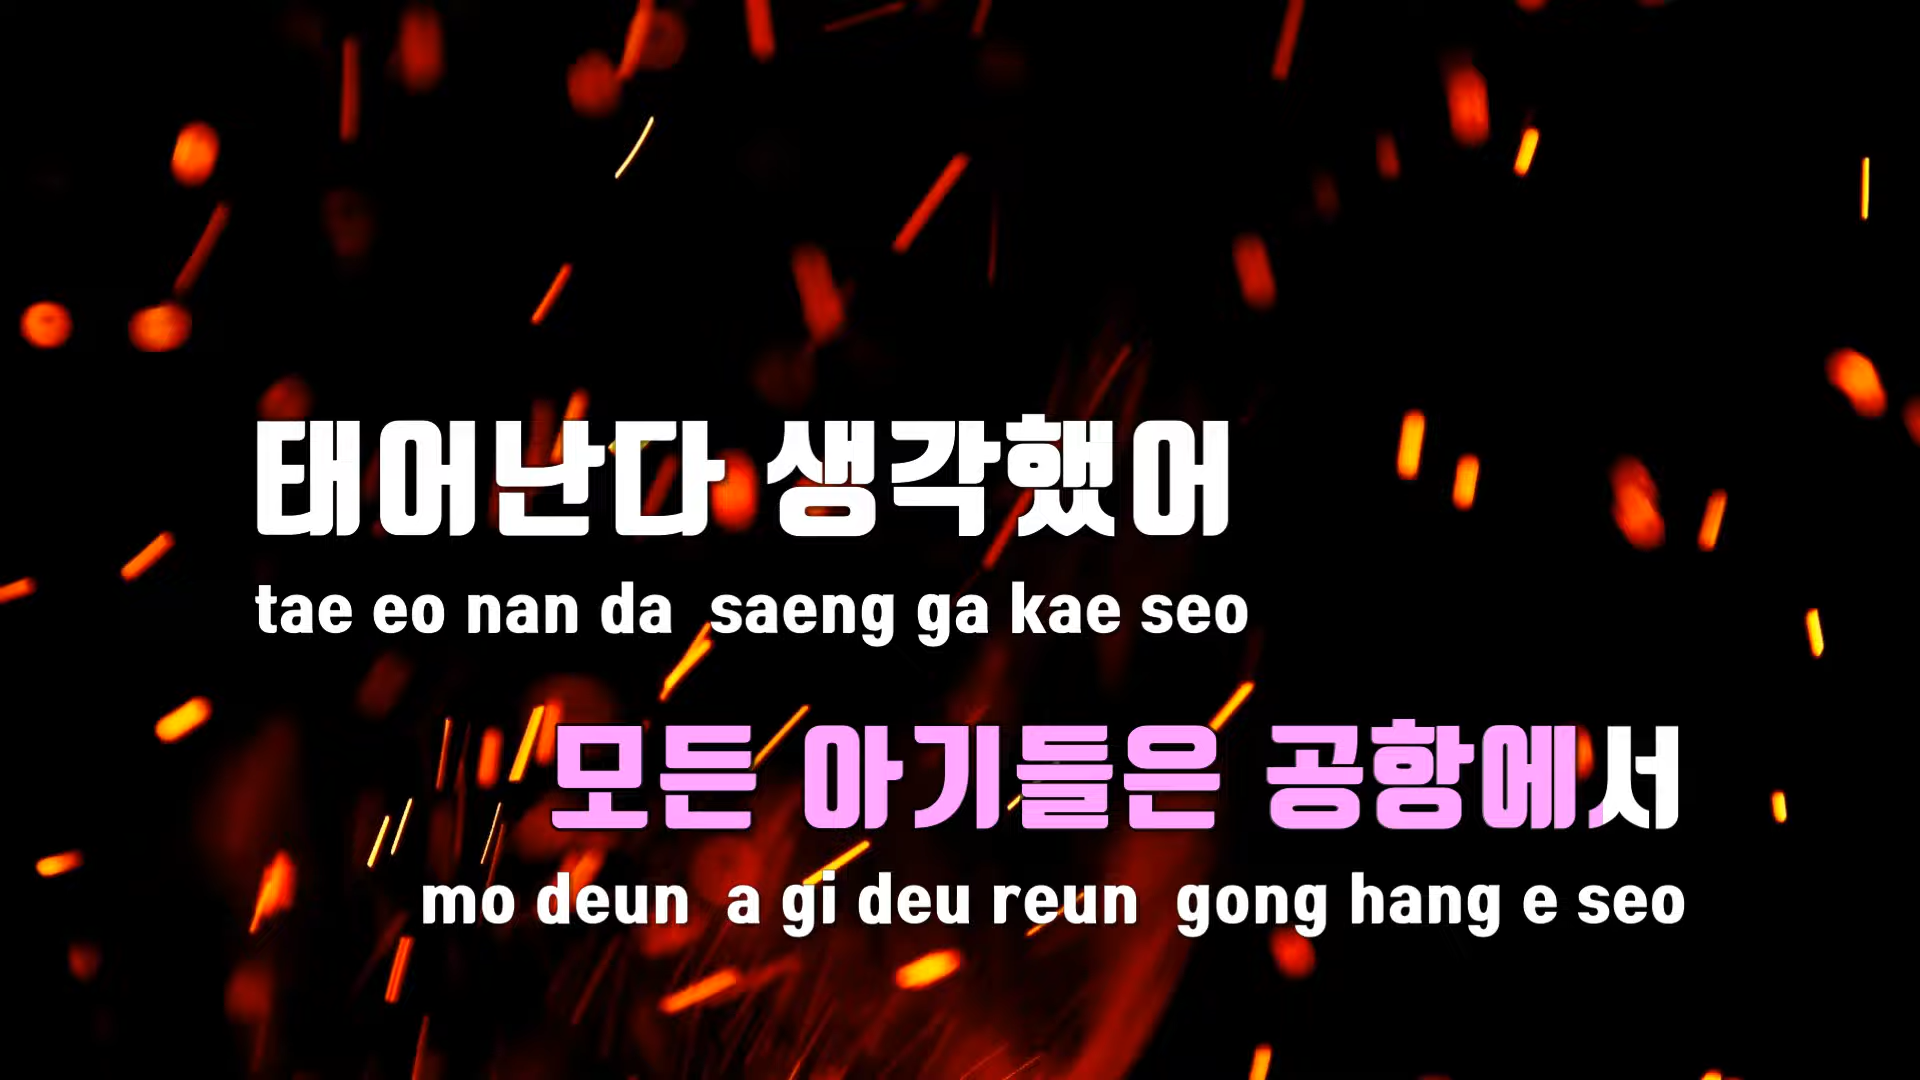 태어난다 생각했어
tae eo nan da saeng ga kae seo
모든 아기들은 공항에서
mo deun a gi deu reun gong hang e seo